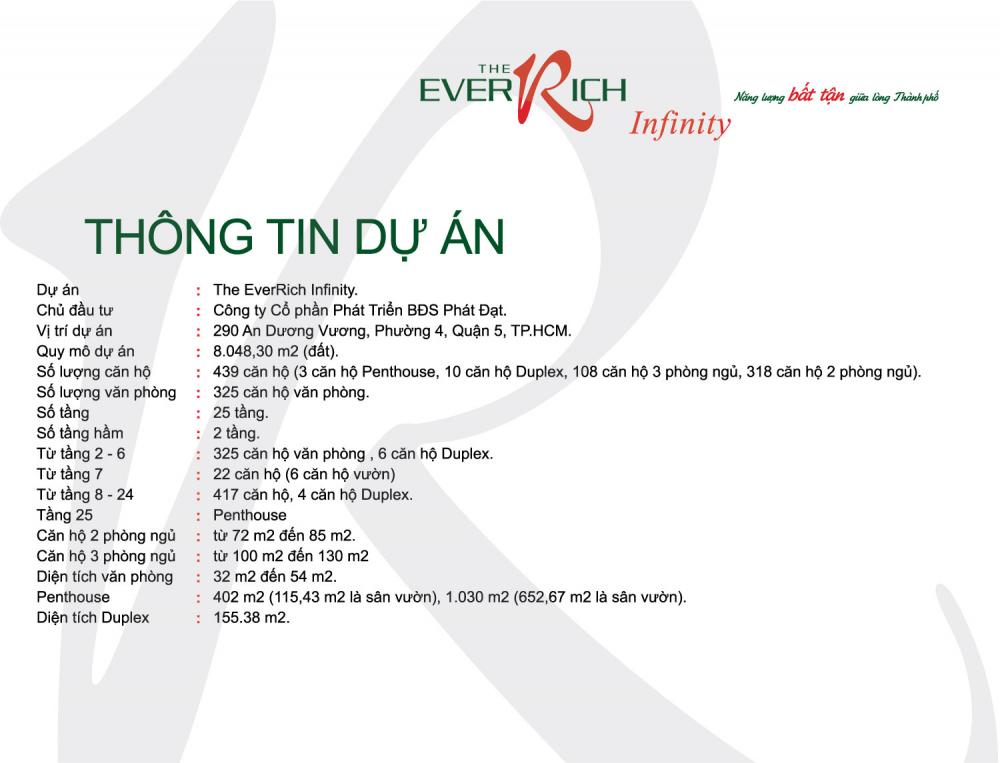 THE
EVERRICH
Infinity
Năng lượng bất tận giữa lòng Thành phố
THÔNG TIN DỰ ÁN
Dự án : The EverRich Infinity.
Chủ đầu tư : Công ty Cổ phần Phát Triển BĐS Phát Đạt.
Vị trí dự án : 290 An Dương Vương, Phường 4, Quận 5, TP.HCM.
Quy mô dự án : 8.048,30 m2 (đất).
Số lượng căn hộ : 439 căn hộ (3 căn hộ Penthouse, 10 căn hộ Duplex, 108 căn hộ 3 phòng ngủ, 318 căn hộ 2 phòng ngủ).
Số lượng văn phòng : 325 căn hộ văn phòng.
Số tầng : 25 tầng.
Số tầng hầm : 2 tầng.
Từ tầng 2 - 6 : 325 căn hộ văn phòng , 6 căn hộ Duplex.
Từ tầng 7 : 22 căn hộ (6 căn hộ vườn)
Từ tầng 8 - 24 : 417 căn hộ, 4 căn hộ Duplex.
Tầng 25 : Penthouse
Căn hộ 2 phòng ngủ : từ 72 m2 đến 85 m2.
Căn hộ 3 phòng ngủ : từ 100 m2 đến 130 m2
Diện tích văn phòng : 32 m2 đến 54 m2.
Penthouse : 402 m2 (115,43 m2 là sân vườn), 1.030 m2 (652,67 m2 là sân vườn).
Diện tích Duplex : 155.38 m2.